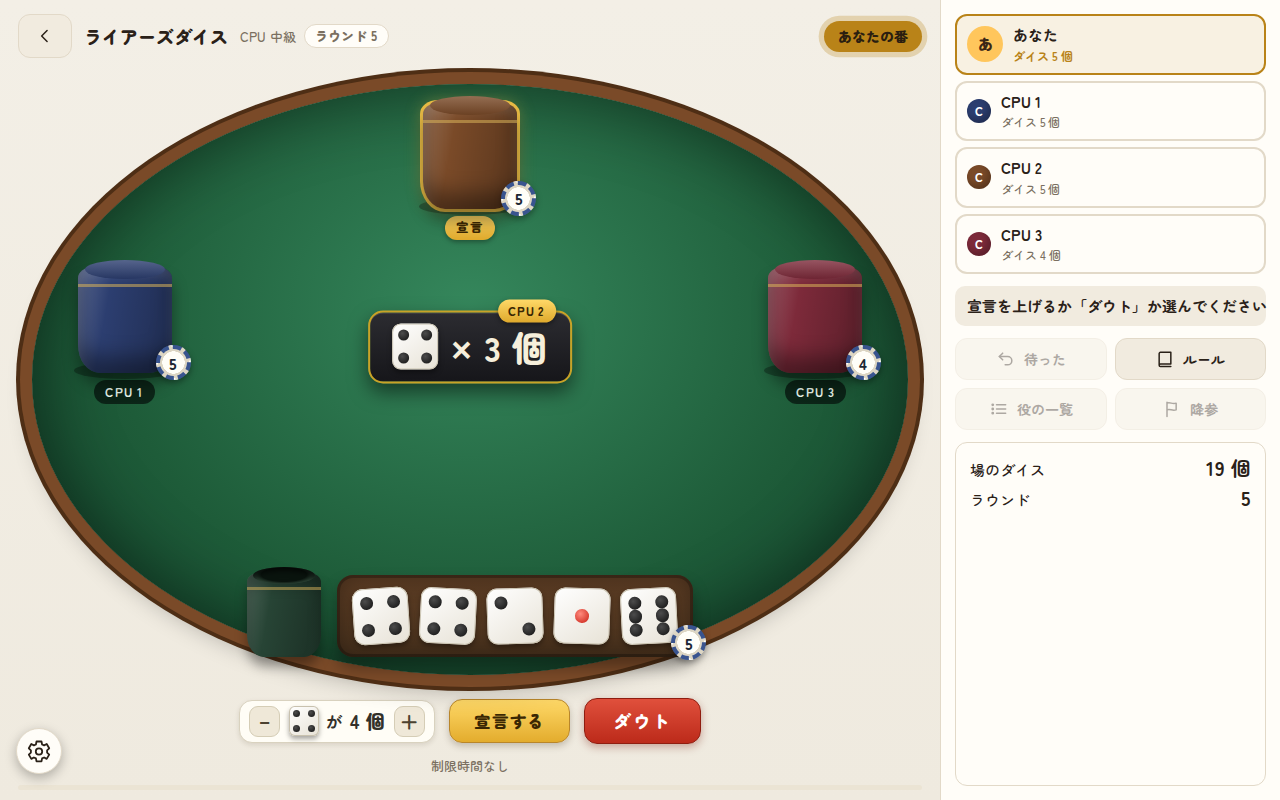 ライアーズダイス CPU 中級 ラウンド 5
あなたの番
5
宣言
5
CPU 1
CPU 2
× 3 個
4
CPU 3
5
− が 4 個 +
宣言する
ダウト
制限時間なし
あ あなた
ダイス 5 個
C CPU 1
ダイス 5 個
C CPU 2
ダイス 5 個
C CPU 3
ダイス 4 個
宣言を上げるか「ダウト」か選んでください
待った
ルール
役の一覧
降参
場のダイス 19 個
ラウンド 5